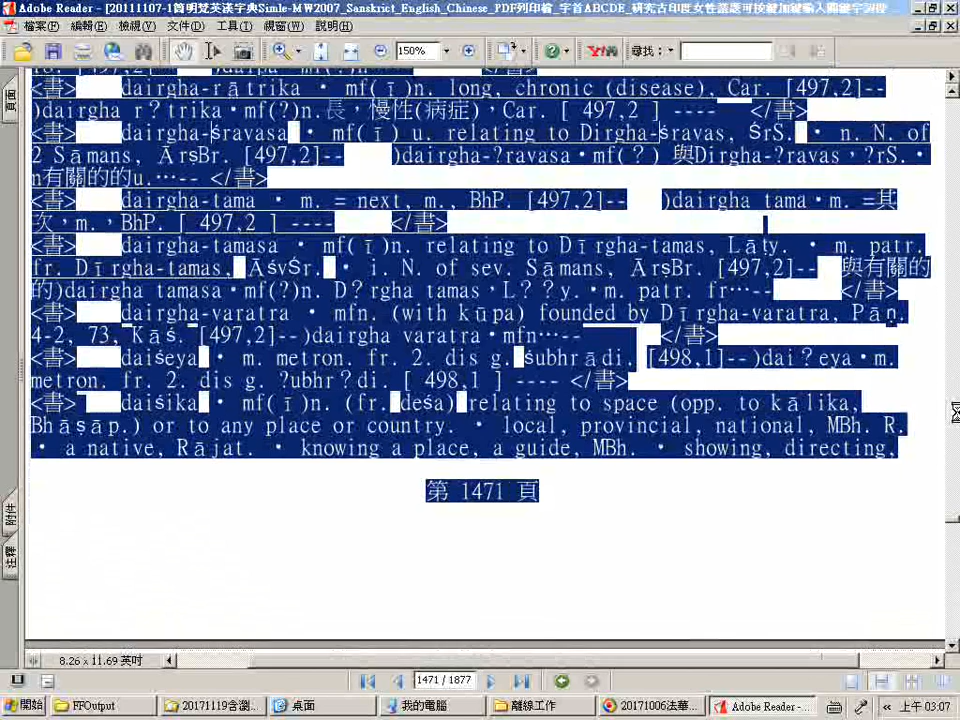 Adobe Reader - [20111107-1簡明梵英漢字典Simle-MW2007_Sanskrict_English_Chinese_PDF列印檔_字首ABCDE_研究古印度女性議題可按鍵加鍵輸入關鍵字詞搜
檔案(F) 編輯(E) 檢視(V) 文件(D) 工具(T) 視窗(W) 說明(H)
150% 尋找:
頁面
<書> dairgha-rātrika • mf(?)n. long, chronic (disease), Car. [497,2]--
)dairgha r?trika•mf(?)n.長，慢性(病症)，Car. [ 497,2 ] ---- </書>
<書> dairgha-śravasa • mf(ī) u. relating to Dirgha-śravas, ŚrS. • n. N. of
2 Sāmans, ĀrṣBr. [497,2]-- )dairgha-?ravasa•mf(?) 與Dirgha-?ravas，?rS.•
n有關的的u.…-- </書>
<書> dairgha-tama • m. = next, m., BhP. [497,2]-- )dairgha tama•m. =其
次，m.，BhP. [ 497,2 ] ---- </書>
<書> dairgha-tamasa • mf(ī)n. relating to Dīrgha-tamas, Lāṭy. • m. patr.
fr. Dīrgha-tamas, ĀśvŚr. • i. N. of sev. Sāmans, ĀrṣBr. [497,2]-- 與有關的
的)dairgha tamasa•mf(?)n. D?rgha tamas，L??y.•m. patr. fr…-- </書>
<書> dairgha-varatra • mfn. (with kūpa) founded by Dīrgha-varatra, Pāṇ.
4-2, 73, Kāś. [497,2]--)dairgha varatra•mfn…-- </書>
<書> daiśeya • m. metron. fr. 2. dis g. śubhrādi. [498,1]--)dai?eya•m.
metron. fr. 2. dis g. ?ubhr?di. [ 498,1 ] ---- </書>
<書> daiśika • mf(ī)n. (fr. deśa) relating to space (opp. to kālika,
Bhāṣāp.) or to any place or country. • local, provincial, national, MBh. R.
• a native, Rājat. • knowing a place, a guide, MBh. • showing, directing,
第 1471 頁
附件
注釋
8.26 x 11.69 英吋
1471 / 1877
開始 FFOutput 20171119含瀏... 桌面 我的電腦 離線工作 20171006法華... Adobe Reader - [... 上午 03:07